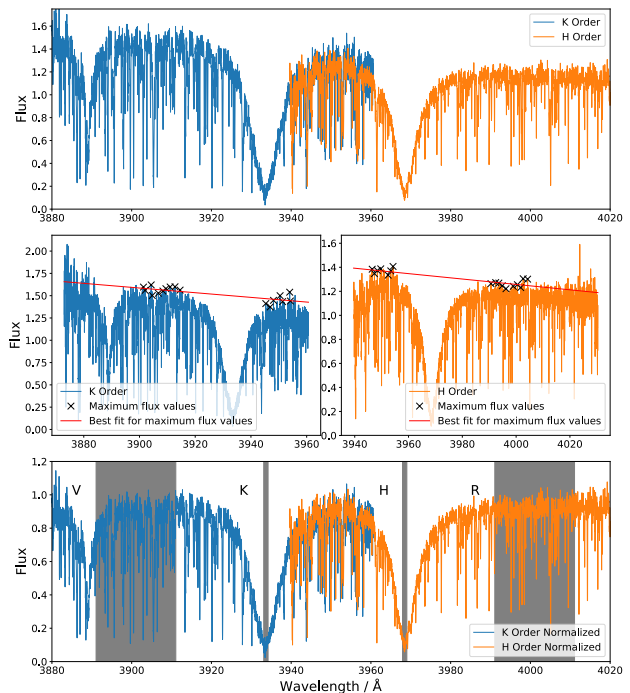 K Order
H Order
Flux
1.6
1.4
1.2
1.0
0.8
0.6
0.4
0.2
0.0
3880 3900 3920 3940 3960 3980 4000 4020
Flux
2.00
1.75
1.50
1.25
1.00
0.75
0.50
0.25
0.00
K Order
Maximum flux values
Best fit for maximum flux values
3880 3900 3920 3940 3960
1.6
1.4
1.2
1.0
0.8
0.6
0.4
0.2
0.0
H Order
Maximum flux values
Best fit for maximum flux values
3940 3960 3980 4000 4020
Flux
1.2
1.0
0.8
0.6
0.4
0.2
0.0
V K H R
K Order Normalized
H Order Normalized
3880 3900 3920 3940 3960 3980 4000 4020
Wavelength / Å